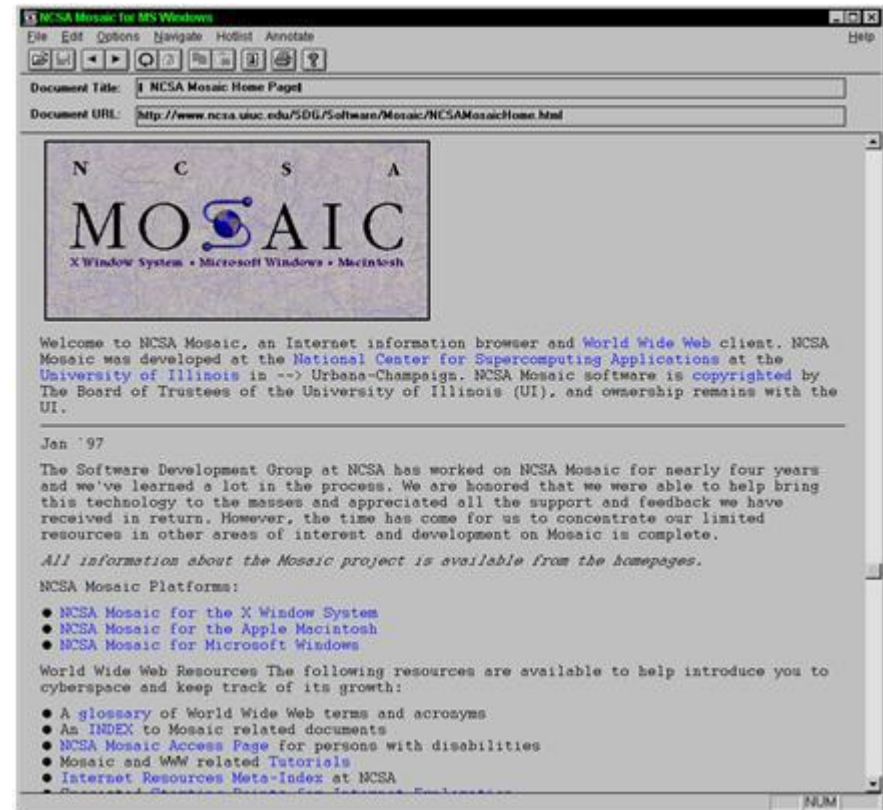 NCSA Mosaic for MS Windows
File Edit Options Navigate Hotlist Annotate Help
Document Title: NCSA Mosaic Home Page
Document URL: http://www.ncsa.uiuc.edu/SDG/Software/Mosaic/NCSAMosaicHome.html
N C S A
MOSAIC
X Window System • Microsoft Windows • Macintosh
Welcome to NCSA Mosaic, an Internet information browser and World Wide Web client. NCSA
Mosaic was developed at the National Center for Supercomputing Applications at the
University of Illinois in --> Urbana-Champaign. NCSA Mosaic software is copyrighted by
The Board of Trustees of the University of Illinois (UI), and ownership remains with the
UI.
Jan `97
The Software Development Group at NCSA has worked on NCSA Mosaic for nearly four years
and we've learned a lot in the process. We are honored that we were able to help bring
this technology to the masses and appreciated all the support and feedback we have
received in return. However, the time has come for us to concentrate our limited
resources in other areas of interest and development on Mosaic is complete.
All information about the Mosaic project is available from the homepages.
NCSA Mosaic Platforms:
● NCSA Mosaic for the X Window System
● NCSA Mosaic for the Apple Macintosh
● NCSA Mosaic for Microsoft Windows
World Wide Web Resources The following resources are available to help introduce you to
cyberspace and keep track of its growth:
● A glossary of World Wide Web terms and acronyms
● An INDEX to Mosaic related documents
● NCSA Mosaic Access Page for persons with disabilities
● Mosaic and WWW related Tutorials
● Internet Resources Meta-Index at NCSA
NUM